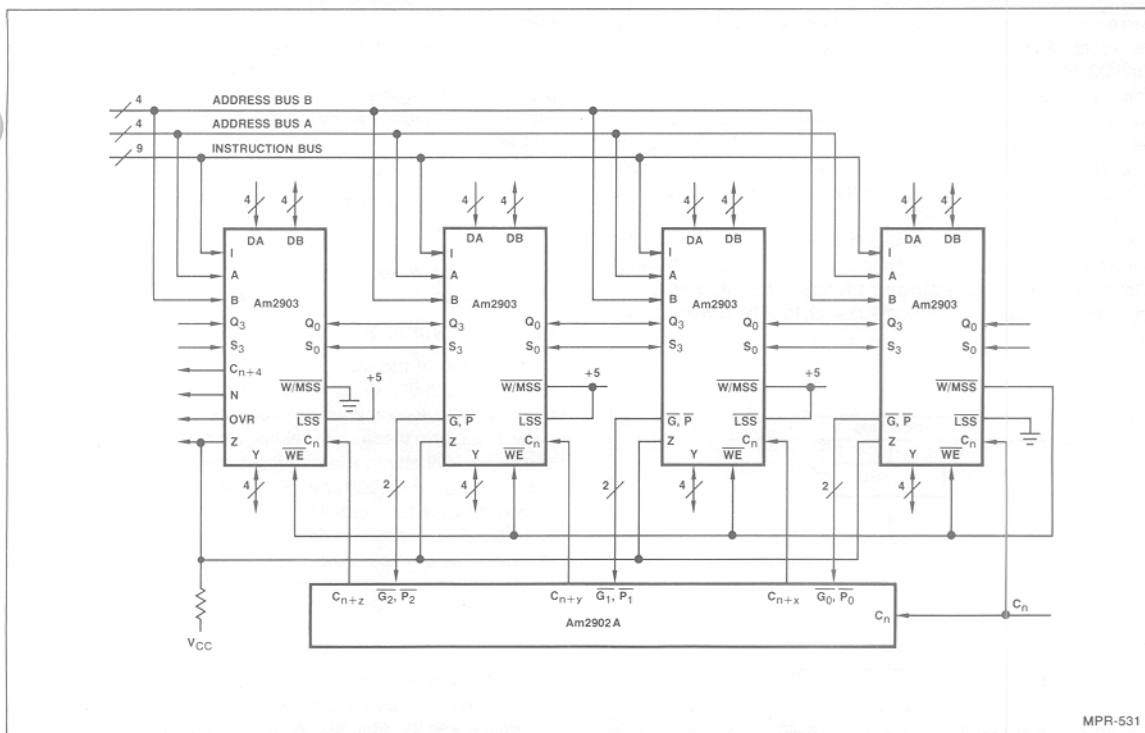 4 ADDRESS BUS B
4 ADDRESS BUS A
9 INSTRUCTION BUS
4 4 4 4 4 4 4 4
DA DB DA DB DA DB DA DB
I I I I
A A A A
B Am2903 B Am2903 B Am2903 B Am2903
Q3 Q0 Q3 Q0 Q3 Q0 Q3 Q0
S3 S0 S3 S0 S3 S0 S3 S0
Cn+4 +5 +5
N W/MSS W/MSS W/MSS W/MSS
OVR LSS G, P LSS G, P LSS G, P LSS
Z Cn Z Cn Z Cn Z Cn
Y WE Y WE Y WE Y WE
4 2 4 2 4 2 4
Cn+z G2, P2 Cn+y G1, P1 Cn+x G0, P0 Cn Cn
Am2902A
VCC
MPR-531